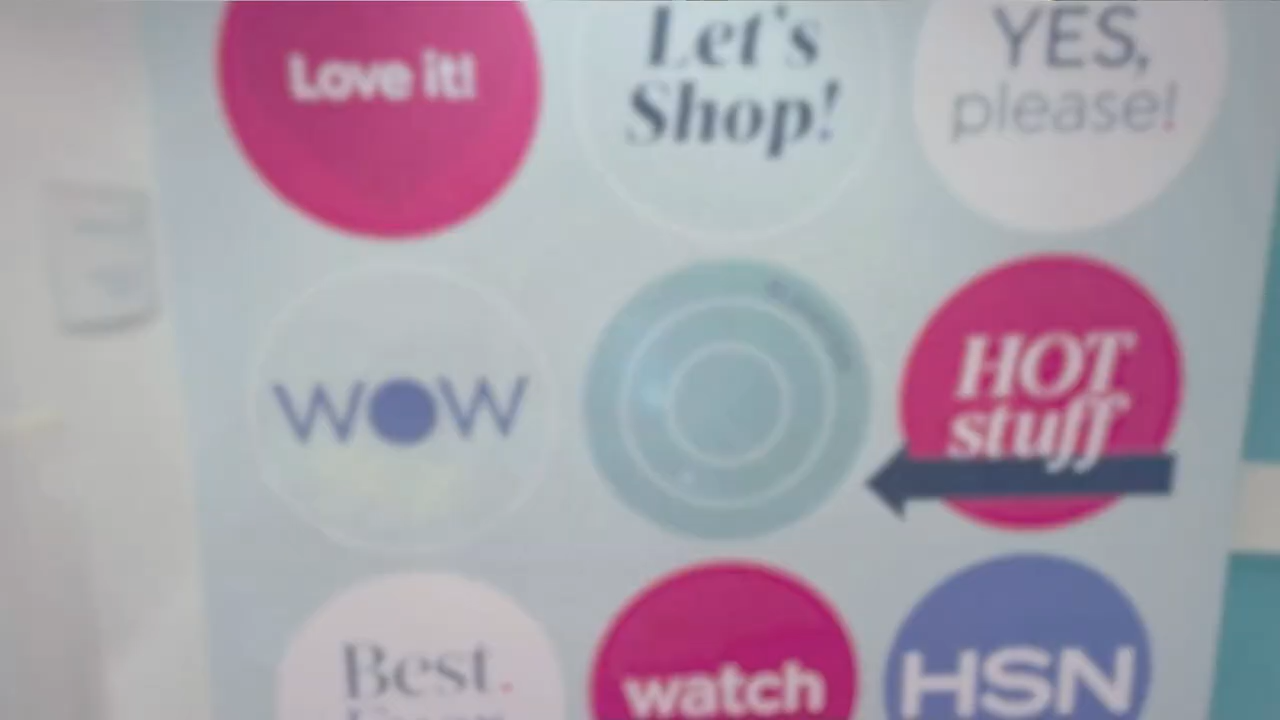 Love it!
Let's
Shop!
YES,
please!
WOW
HOT
stuff
Best.
watch
HSN